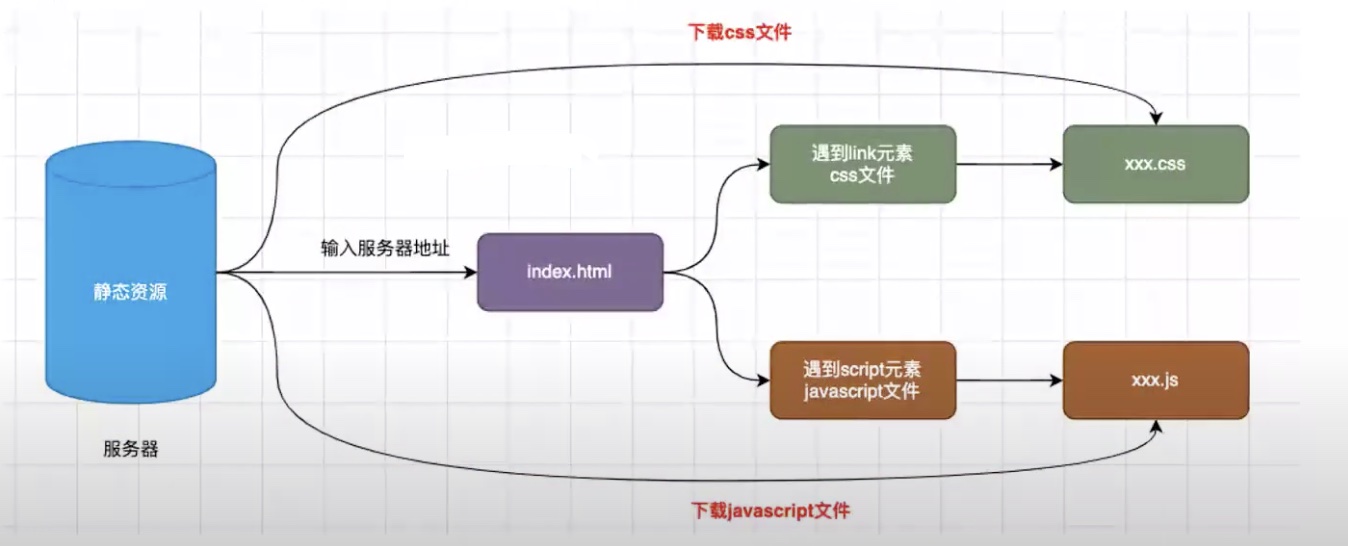 下载css文件
遇到link元素
css文件
xxx.css
输入服务器地址
index.html
静态资源
遇到script元素
javascript文件
xxx.js
服务器
下载javascript文件